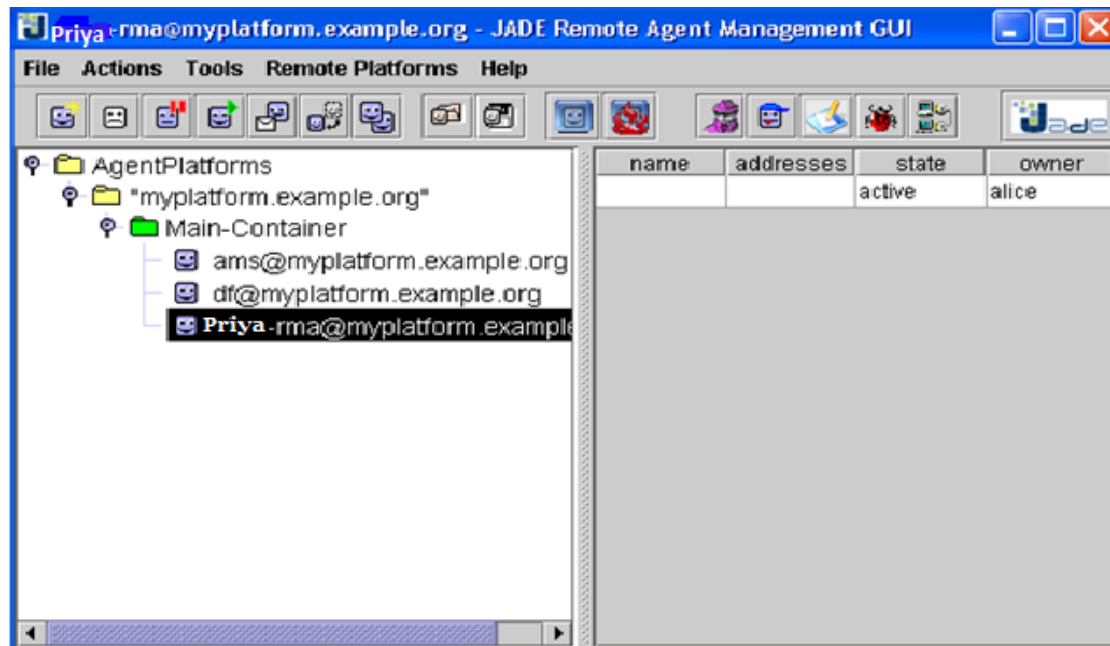 Priya-rma@myplatform.example.org - JADE Remote Agent Management GUI
File Actions Tools Remote Platforms Help
Jade
AgentPlatforms
"myplatform.example.org"
Main-Container
ams@myplatform.example.org
df@myplatform.example.org
Priya-rma@myplatform.example
name addresses state owner
active alice